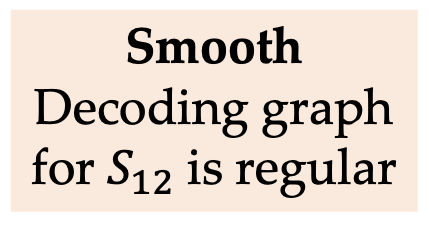 Smooth
Decoding graph
for S₁₂ is regular